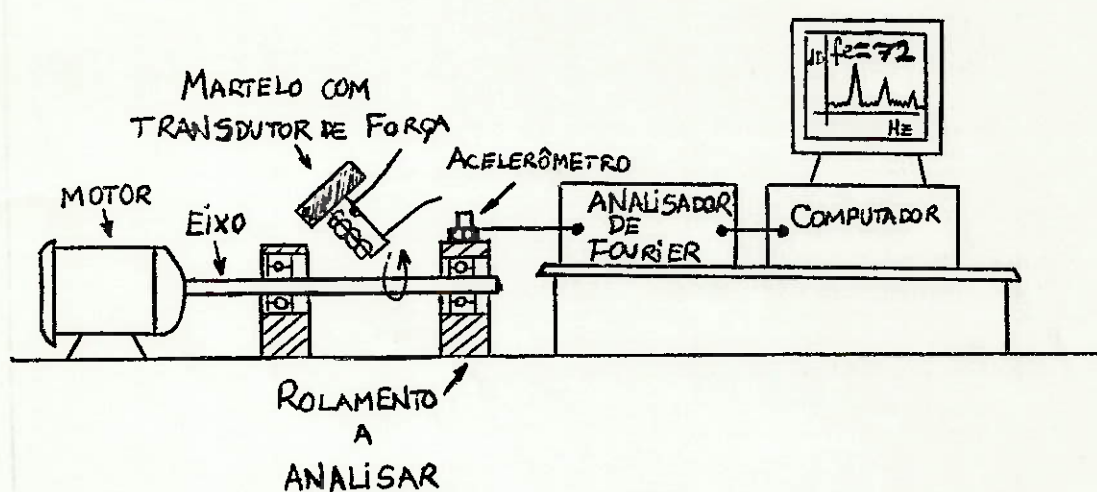 MARTELO COM
TRANSDUTOR DE FORÇA
ACELERÔMETRO
MOTOR
EIXO
ANALISADOR
DE
FOURIER
COMPUTADOR
fe=72
Hz
ROLAMENTO
A
ANALISAR